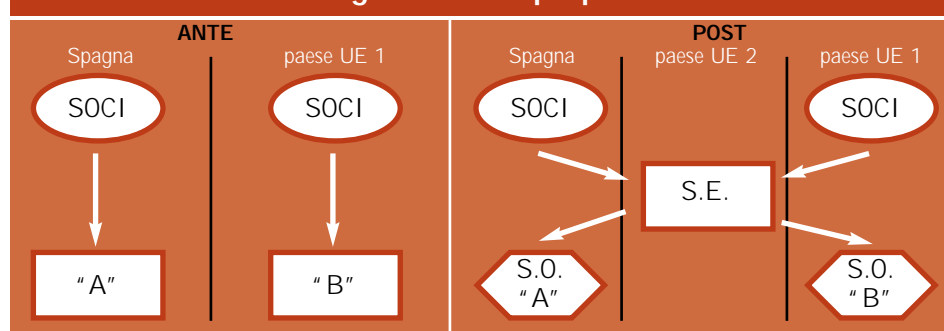 ANTE
Spagna paese UE 1
SOCI SOCI
"A" "B"
POST
Spagna paese UE 2 paese UE 1
SOCI SOCI
S.E.
S.O. S.O.
"A" "B"